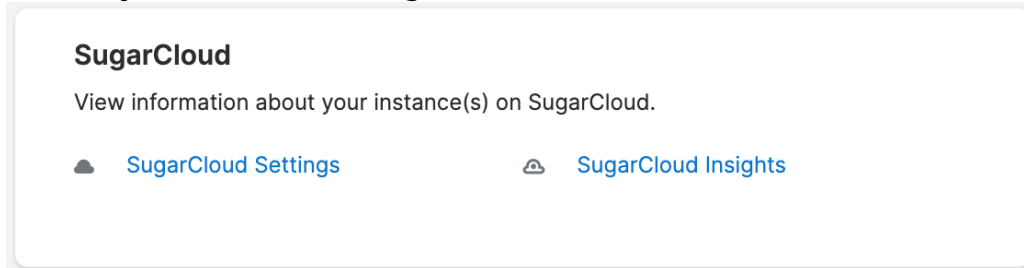 SugarCloud
View information about your instance(s) on SugarCloud.
SugarCloud Settings
SugarCloud Insights